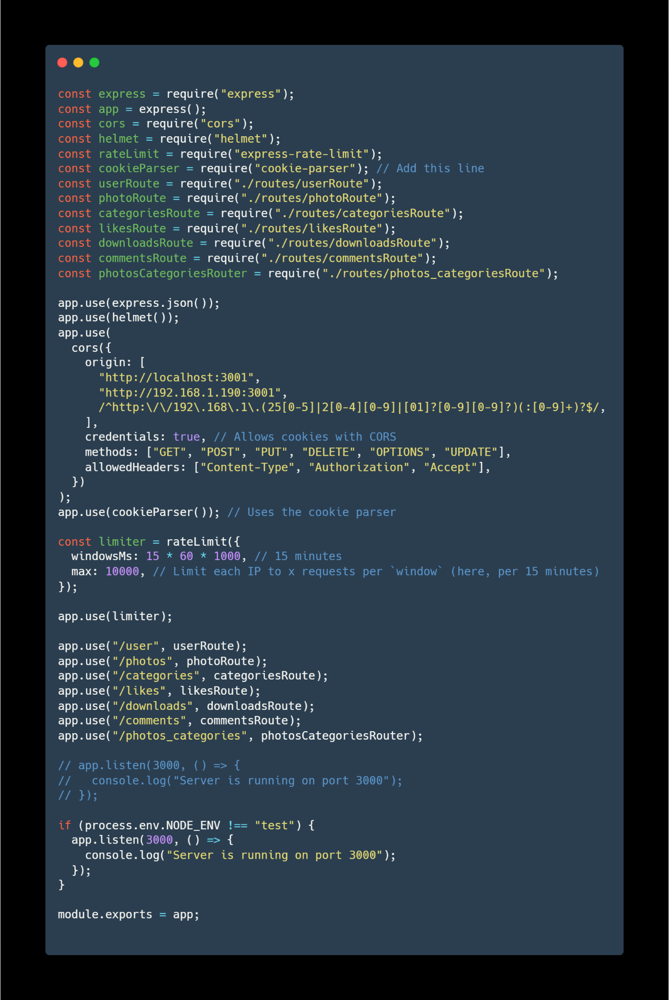 const express = require("express");
const app = express();
const cors = require("cors");
const helmet = require("helmet");
const rateLimit = require("express-rate-limit");
const cookieParser = require("cookie-parser"); // Add this line
const userRoute = require("./routes/userRoute");
const photoRoute = require("./routes/photoRoute");
const categoriesRoute = require("./routes/categoriesRoute");
const likesRoute = require("./routes/likesRoute");
const downloadsRoute = require("./routes/downloadsRoute");
const commentsRoute = require("./routes/commentsRoute");
const photosCategoriesRouter = require("./routes/photos_categoriesRoute");

app.use(express.json());
app.use(helmet());
app.use(
  cors({
    origin: [
      "http://localhost:3001",
      "http://192.168.1.190:3001",
      /^http:\/\/192\.168\.1\.(25[0-5]|2[0-4][0-9]|[01]?[0-9][0-9]?)(:[0-9]+)?$/,
    ],
    credentials: true, // Allows cookies with CORS
    methods: ["GET", "POST", "PUT", "DELETE", "OPTIONS", "UPDATE"],
    allowedHeaders: ["Content-Type", "Authorization", "Accept"],
  })
);
app.use(cookieParser()); // Uses the cookie parser

const limiter = rateLimit({
  windowsMs: 15 * 60 * 1000, // 15 minutes
  max: 10000, // Limit each IP to x requests per `window` (here, per 15 minutes)
});

app.use(limiter);

app.use("/user", userRoute);
app.use("/photos", photoRoute);
app.use("/categories", categoriesRoute);
app.use("/likes", likesRoute);
app.use("/downloads", downloadsRoute);
app.use("/comments", commentsRoute);
app.use("/photos_categories", photosCategoriesRouter);

// app.listen(3000, () => {
//   console.log("Server is running on port 3000");
// });

if (process.env.NODE_ENV !== "test") {
  app.listen(3000, () => {
    console.log("Server is running on port 3000");
  });
}

module.exports = app;